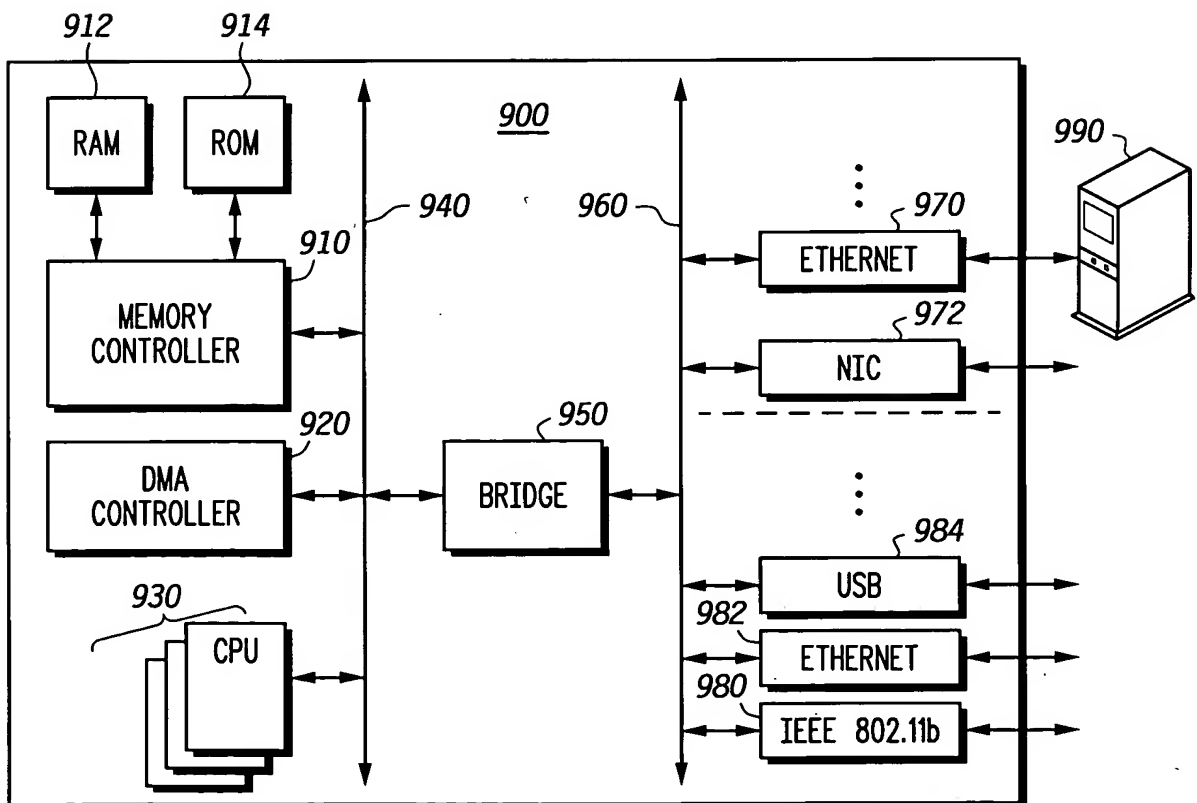 912
914
RAM
ROM
900
990
940
960
970
ETHERNET
910
MEMORY
CONTROLLER
972
NIC
920
950
DMA
CONTROLLER
BRIDGE
984
USB
930
CPU
982
ETHERNET
980
IEEE 802.11b